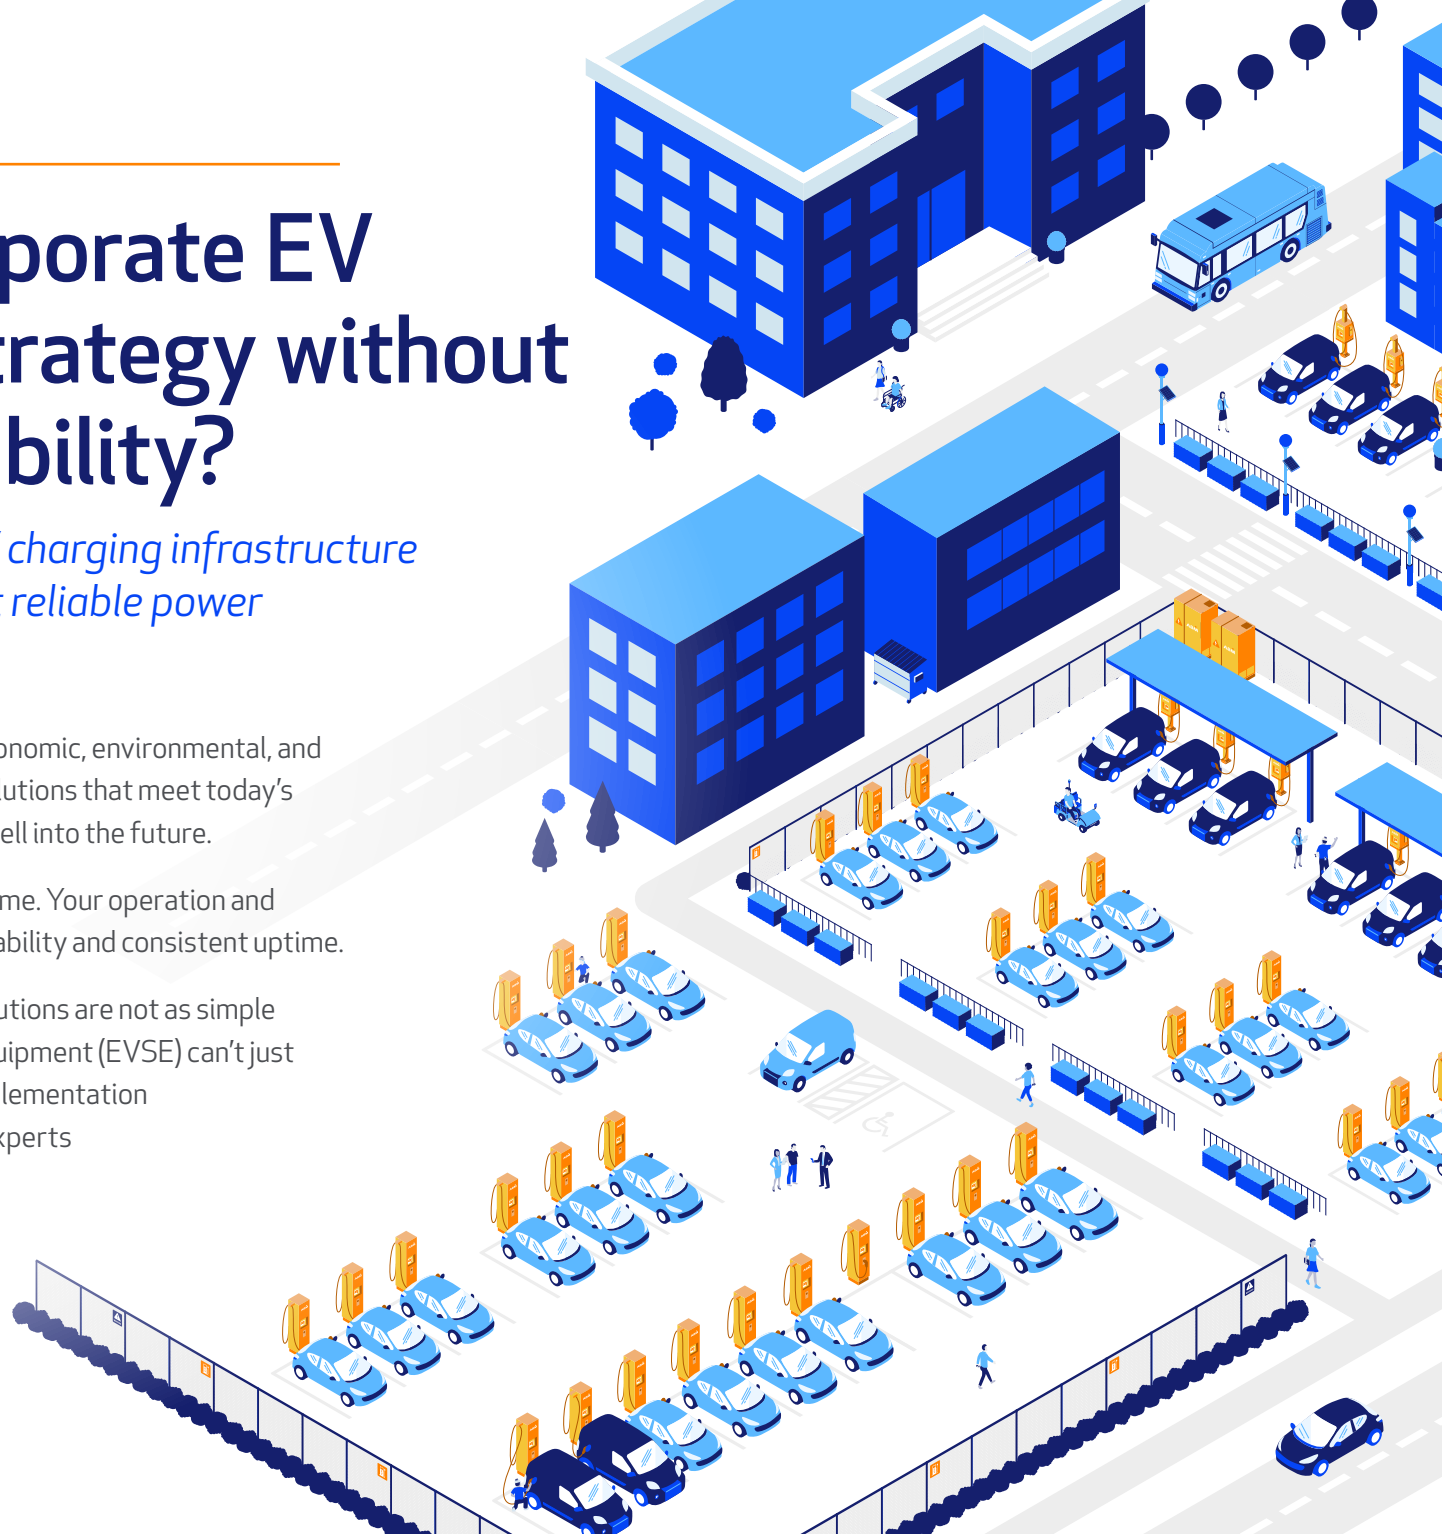 porate EV
trategy without
bility?
charging infrastructure
reliable power
onomic, environmental, and
lutions that meet today's
ell into the future.
me. Your operation and
ability and consistent uptime.
utions are not as simple
uipment (EVSE) can't just
lementation
xperts